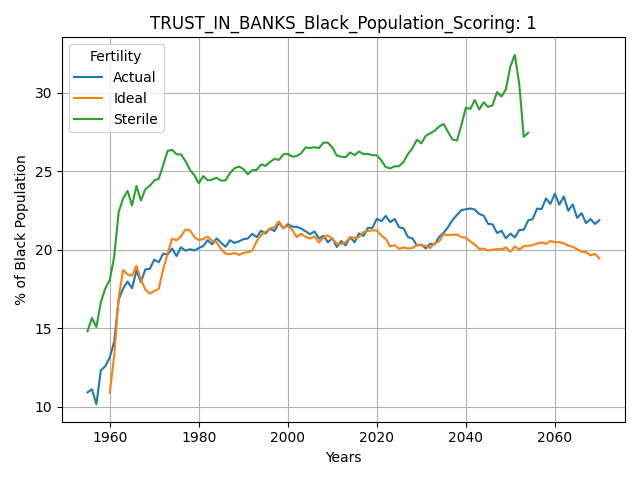 TRUST_IN_BANKS_Black_Population_Scoring: 1
Fertility
Actual
Ideal
Sterile
% of Black Population
30
25
20
15
10
1960
1980
2000
2020
2040
2060
Years